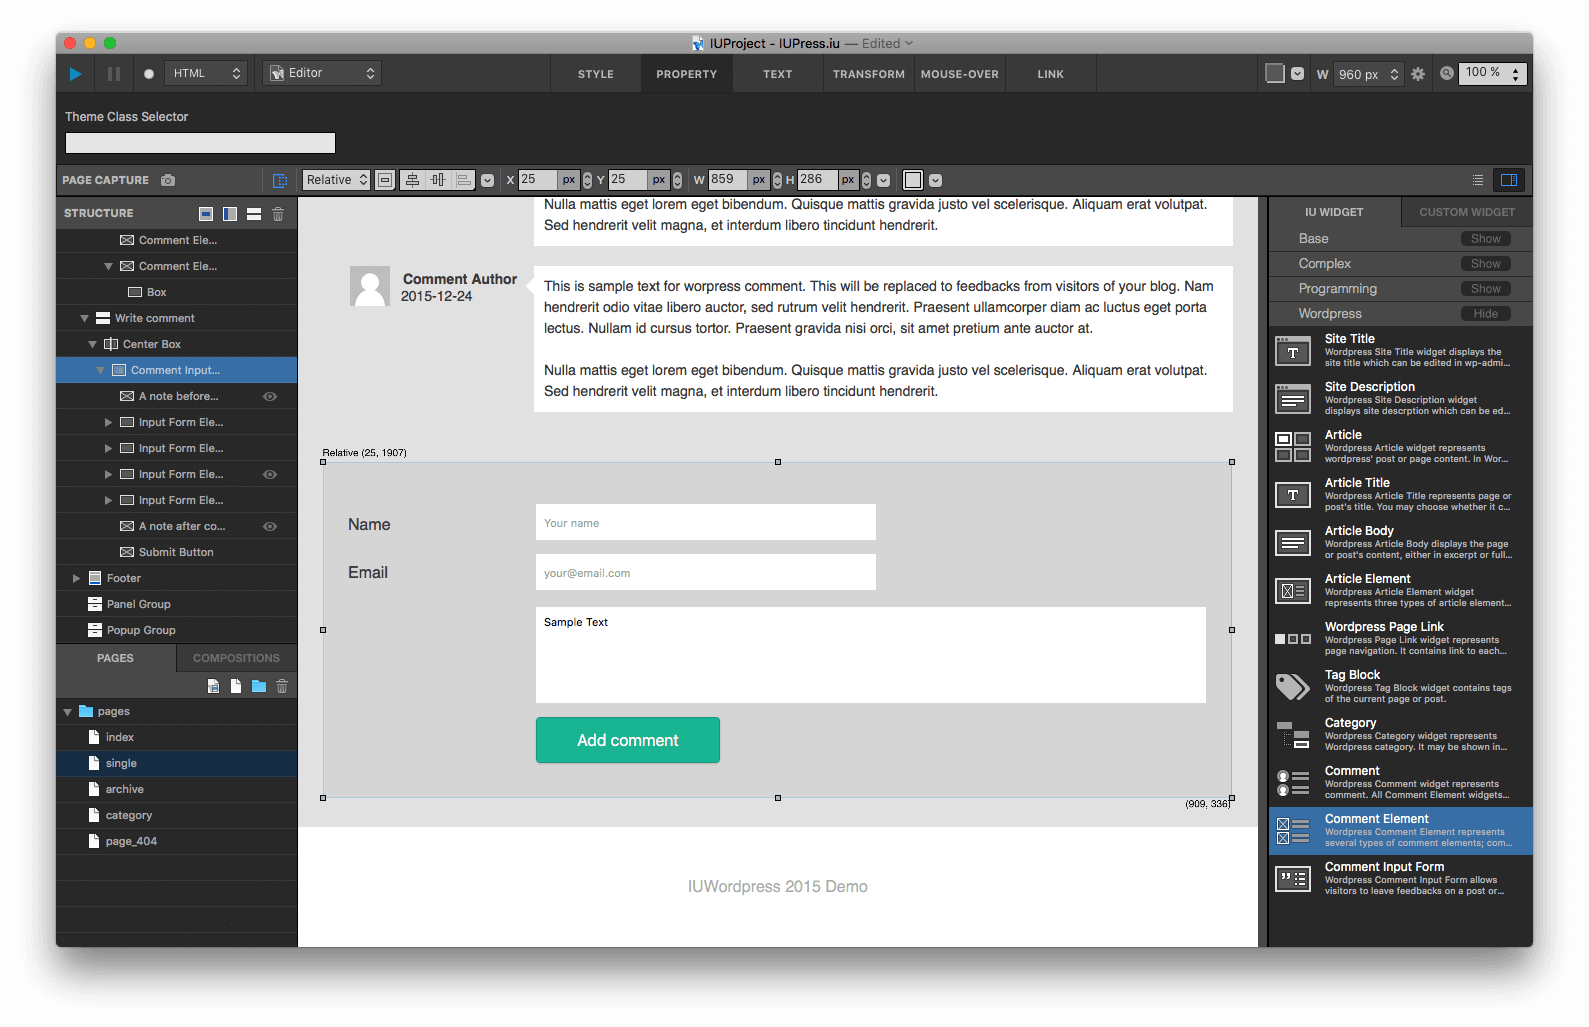 IUProject - IUPress.iu — Edited
HTML
Editor
STYLE
PROPERTY
TEXT
TRANSFORM
MOUSE-OVER
LINK
W 960 px
100 %
Theme Class Selector
PAGE CAPTURE
Relative
X 25 px
Y 25 px
W 859 px
H 286 px
STRUCTURE
Comment Ele...
Comment Ele...
Box
Write comment
Center Box
Comment Input...
A note before...
Input Form Ele...
Input Form Ele...
Input Form Ele...
Input Form Ele...
A note after co...
Submit Button
Footer
Panel Group
Popup Group
PAGES
COMPOSITIONS
pages
index
single
archive
category
page_404
Nulla mattis eget lorem eget bibendum. Quisque mattis gravida justo vel scelerisque. Aliquam erat volutpat.
Sed hendrerit velit magna, et interdum libero tincidunt hendrerit.
Comment Author
2015-12-24
This is sample text for worpress comment. This will be replaced to feedbacks from visitors of your blog. Nam
hendrerit odio vitae libero auctor, sed rutrum velit hendrerit. Praesent ullamcorper diam ac luctus eget porta
lectus. Nullam id cursus tortor. Praesent gravida nisi orci, sit amet pretium ante auctor at.
Nulla mattis eget lorem eget bibendum. Quisque mattis gravida justo vel scelerisque. Aliquam erat volutpat.
Sed hendrerit velit magna, et interdum libero tincidunt hendrerit.
Relative (25, 1907)
Name
Your name
Email
your@email.com
Sample Text
Add comment
(909, 336)
IUWordpress 2015 Demo
IU WIDGET
CUSTOM WIDGET
Base
Show
Complex
Show
Programming
Show
Wordpress
Hide
Site Title
Wordpress Site Title widget displays the
site title which can be edited in wp-admi...
Site Description
Wordpress Site Description widget
displays site descrption which can be ed...
Article
Wordpress Article widget represents
wordpress' post or page content. In Wor...
Article Title
Wordpress Article Title represents page or
post's title. You may choose whether it c...
Article Body
Wordpress Article Body displays the page
or post's content, either in excerpt or full...
Article Element
Wordpress Article Element widget
represents three types of article element...
Wordpress Page Link
Wordpress Page Link widget represents
page navigation. It contains link to each...
Tag Block
Wordpress Tag Block widget contains tags
of the current page or post.
Category
Wordpress Category widget represents
Wordpress category. It may be shown in...
Comment
Wordpress Comment widget represents
comment. All Comment Element widgets...
Comment Element
Wordpress Comment Element represents
several types of comment elements; com...
Comment Input Form
Wordpress Comment Input Form allows
visitors to leave feedbacks on a post or...